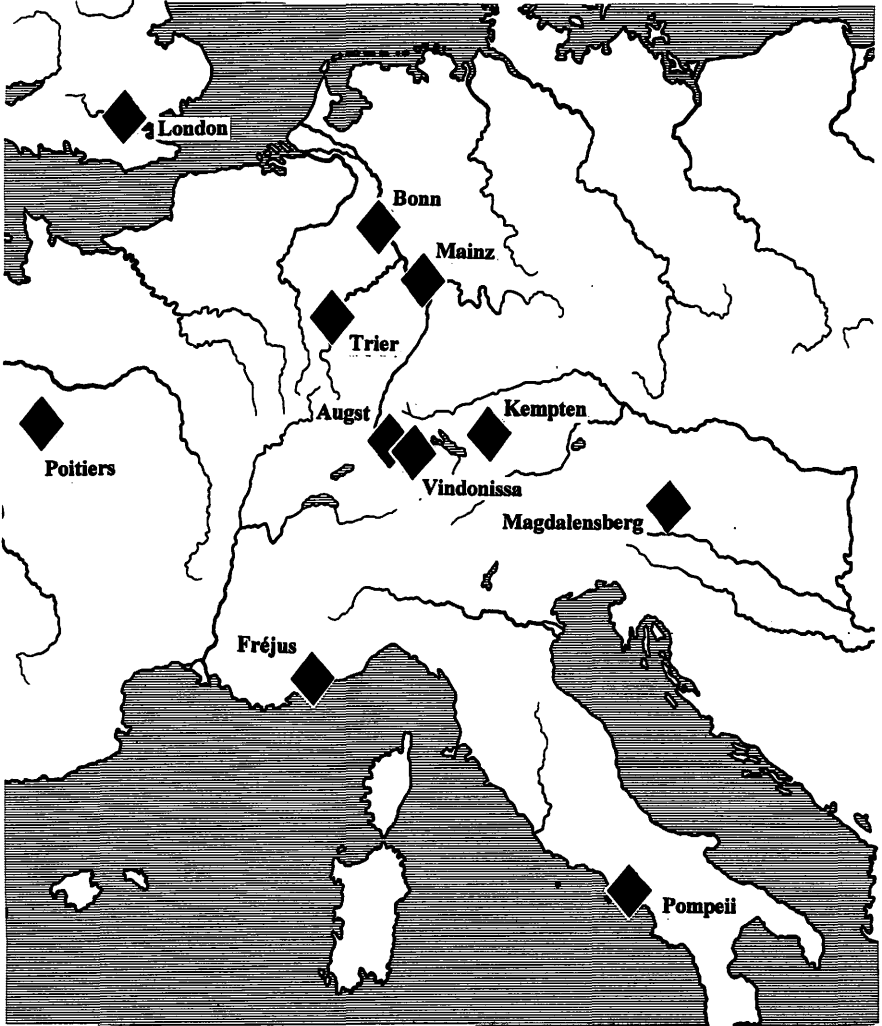 London
Bonn
Mainz
Trier
Augst
Kempten
Poitiers
Vindonissa
Magdalensberg
Fréjus
Pompeii